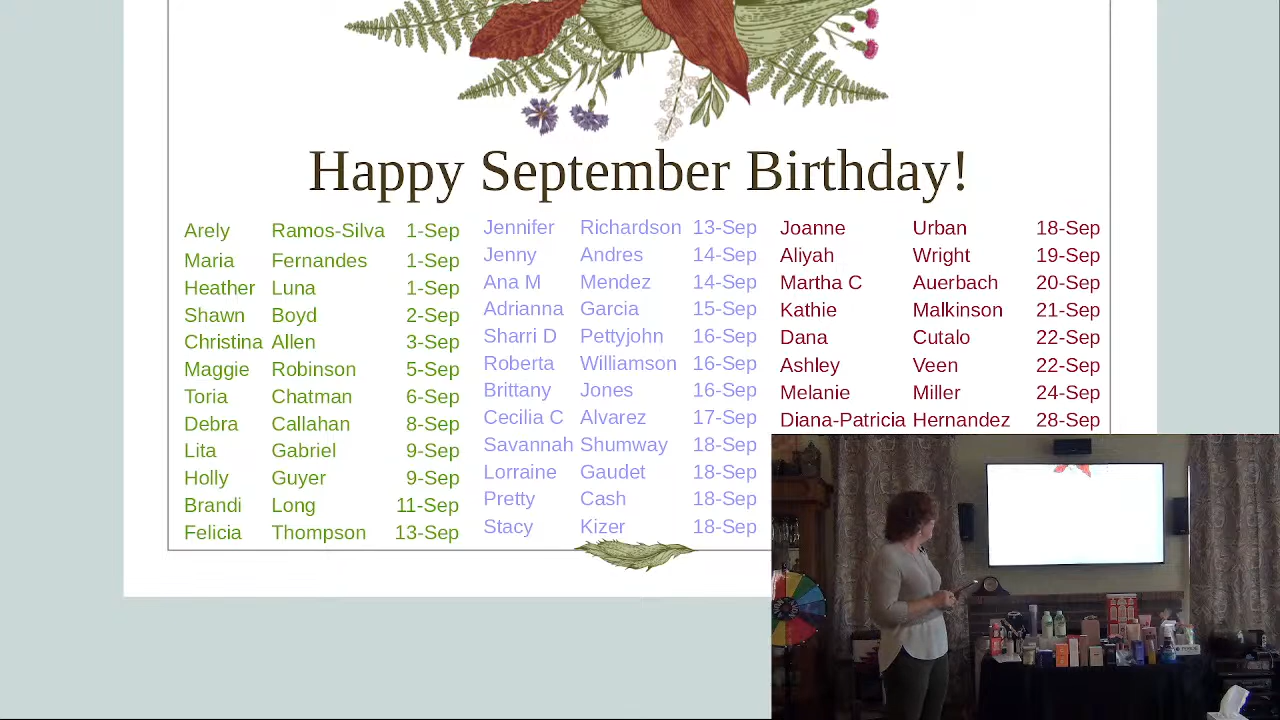 Happy September Birthday!
Arely Ramos-Silva 1-Sep
Maria Fernandes 1-Sep
Heather Luna 1-Sep
Shawn Boyd 2-Sep
Christina Allen 3-Sep
Maggie Robinson 5-Sep
Toria Chatman 6-Sep
Debra Callahan 8-Sep
Lita Gabriel 9-Sep
Holly Guyer 9-Sep
Brandi Long 11-Sep
Felicia Thompson 13-Sep
Jennifer Richardson 13-Sep
Jenny Andres 14-Sep
Ana M Mendez 14-Sep
Adrianna Garcia 15-Sep
Sharri D Pettyjohn 16-Sep
Roberta Williamson 16-Sep
Brittany Jones 16-Sep
Cecilia C Alvarez 17-Sep
Savannah Shumway 18-Sep
Lorraine Gaudet 18-Sep
Pretty Cash 18-Sep
Stacy Kizer 18-Sep
Joanne Urban 18-Sep
Aliyah Wright 19-Sep
Martha C Auerbach 20-Sep
Kathie Malkinson 21-Sep
Dana Cutalo 22-Sep
Ashley Veen 22-Sep
Melanie Miller 24-Sep
Diana-Patricia Hernandez 28-Sep